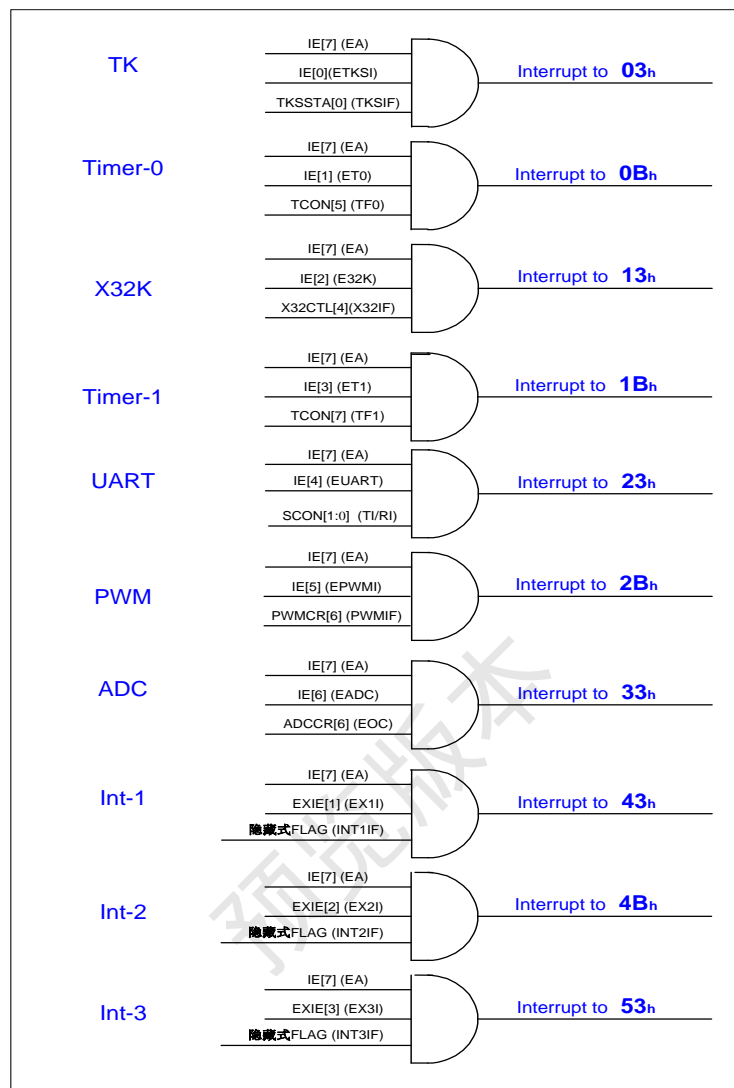 IE[7] (EA)
TK
IE[0](ETKSI)
Interrupt to 03h
TKSSTA[0] (TKSIF)
IE[7] (EA)
Timer-0
IE[1] (ET0)
Interrupt to 0Bh
TCON[5] (TF0)
IE[7] (EA)
X32K
IE[2] (E32K)
Interrupt to 13h
X32CTL[4](X32IF)
IE[7] (EA)
Timer-1
IE[3] (ET1)
Interrupt to 1Bh
TCON[7] (TF1)
IE[7] (EA)
UART
IE[4] (EUART)
Interrupt to 23h
SCON[1:0] (TI/RI)
IE[7] (EA)
PWM
IE[5] (EPWMI)
Interrupt to 2Bh
PWMCR[6] (PWMIF)
IE[7] (EA)
ADC
IE[6] (EADC)
Interrupt to 33h
ADCCR[6] (EOC)
IE[7] (EA)
Int-1
EXIE[1] (EX1I)
Interrupt to 43h
隐藏式FLAG (INT1IF)
IE[7] (EA)
Int-2
EXIE[2] (EX2I)
Interrupt to 4Bh
隐藏式FLAG (INT2IF)
IE[7] (EA)
Int-3
EXIE[3] (EX3I)
Interrupt to 53h
隐藏式FLAG (INT3IF)
预览版本